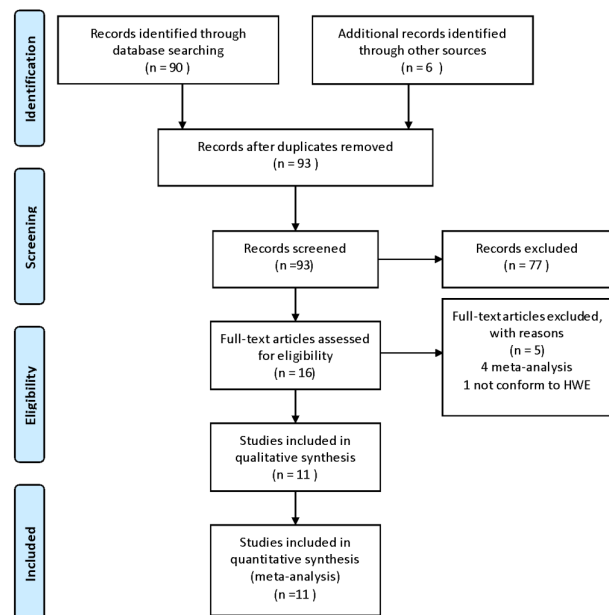 Identification
Records identified through
database searching
(n = 90 )
Additional records identified
through other sources
(n = 6 )
Records after duplicates removed
(n = 93 )
Screening
Records screened
(n =93)
Records excluded
(n = 77 )
Eligibility
Full-text articles assessed
for eligibility
(n = 16)
Full-text articles excluded,
with reasons
(n = 5)
4 meta-analysis
1 not conform to HWE
Studies included in
qualitative synthesis
(n = 11 )
Included
Studies included in
quantitative synthesis
(meta-analysis)
(n =11 )